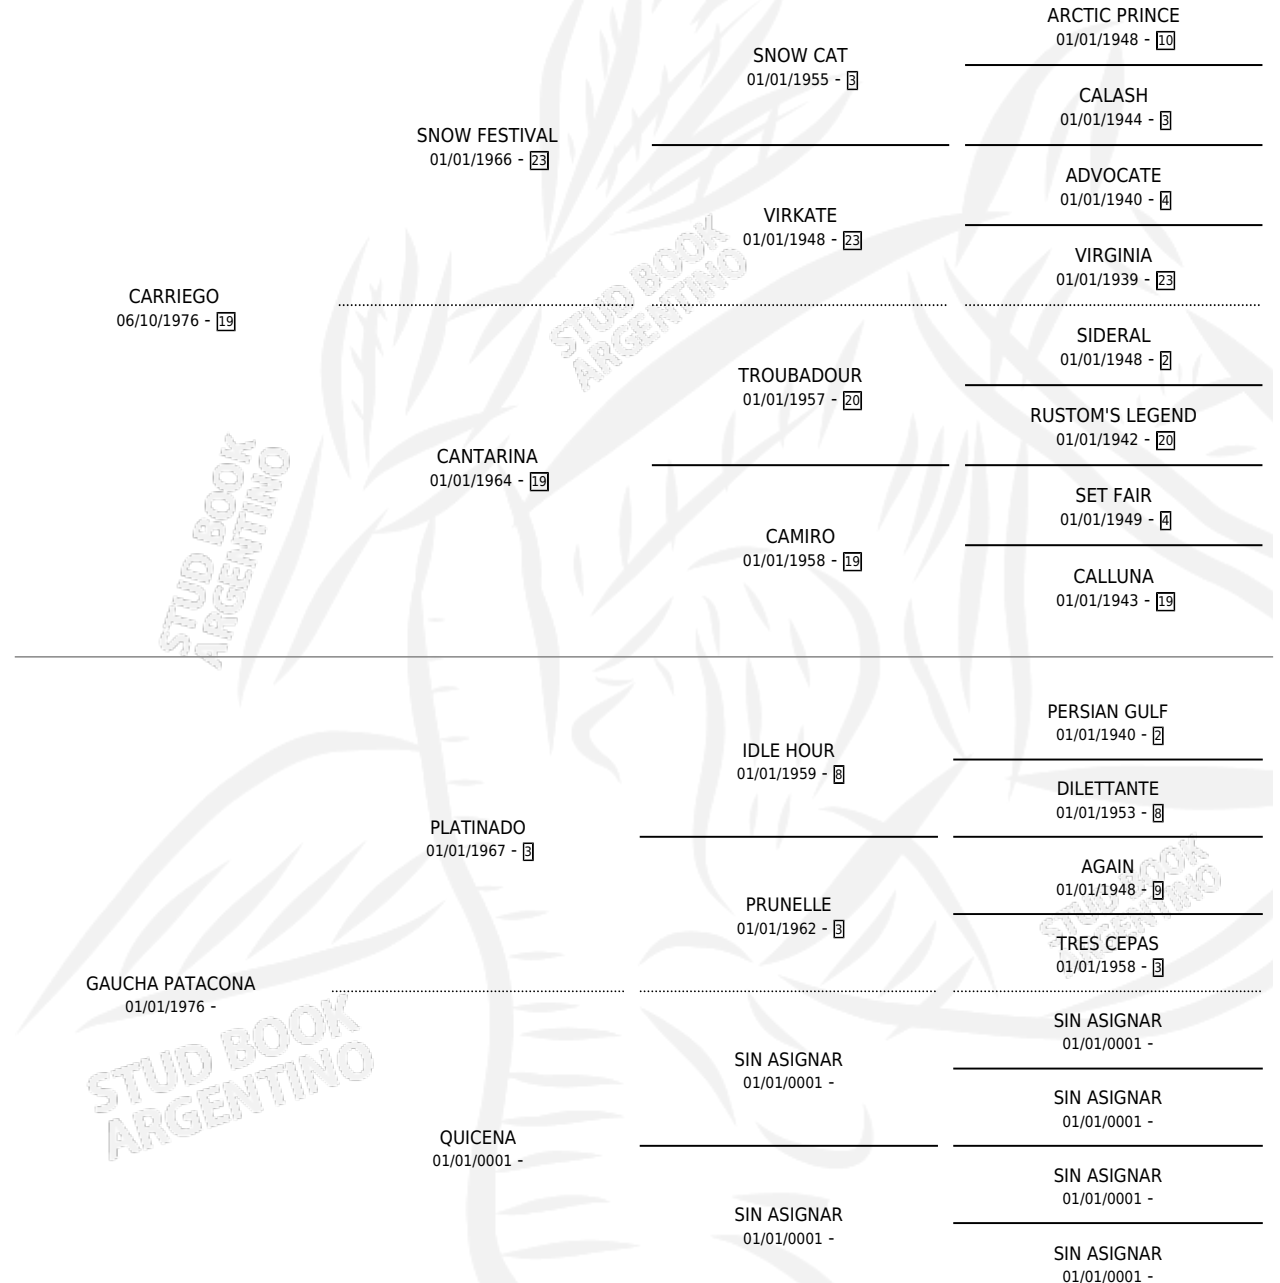 ARCTIC PRINCE
01/01/1948 - 10
SNOW CAT
01/01/1955 - 3
CALASH
01/01/1944 - 3
SNOW FESTIVAL
01/01/1966 - 23
ADVOCATE
01/01/1940 - 4
VIRKATE
01/01/1948 - 23
VIRGINIA
01/01/1939 - 23
CARRIEGO
06/10/1976 - 19
SIDERAL
01/01/1948 - 2
TROUBADOUR
01/01/1957 - 20
RUSTOM'S LEGEND
01/01/1942 - 20
CANTARINA
01/01/1964 - 19
SET FAIR
01/01/1949 - 4
CAMIRO
01/01/1958 - 19
CALLUNA
01/01/1943 - 19
PERSIAN GULF
01/01/1940 - 2
IDLE HOUR
01/01/1959 - 8
DILETTANTE
01/01/1953 - 8
PLATINADO
01/01/1967 - 3
AGAIN
01/01/1948 - 9
PRUNELLE
01/01/1962 - 3
TRES CEPAS
01/01/1958 - 3
GAUCHA PATACONA
01/01/1976 -
SIN ASIGNAR
01/01/0001 -
SIN ASIGNAR
01/01/0001 -
SIN ASIGNAR
01/01/0001 -
QUICENA
01/01/0001 -
SIN ASIGNAR
01/01/0001 -
SIN ASIGNAR
01/01/0001 -
SIN ASIGNAR
01/01/0001 -
STUD BOOK
ARGENTINO
STUD BOOK
ARGENTINO
STUD BOOK
ARGENTINO
STUD BOOK
ARGENTINO